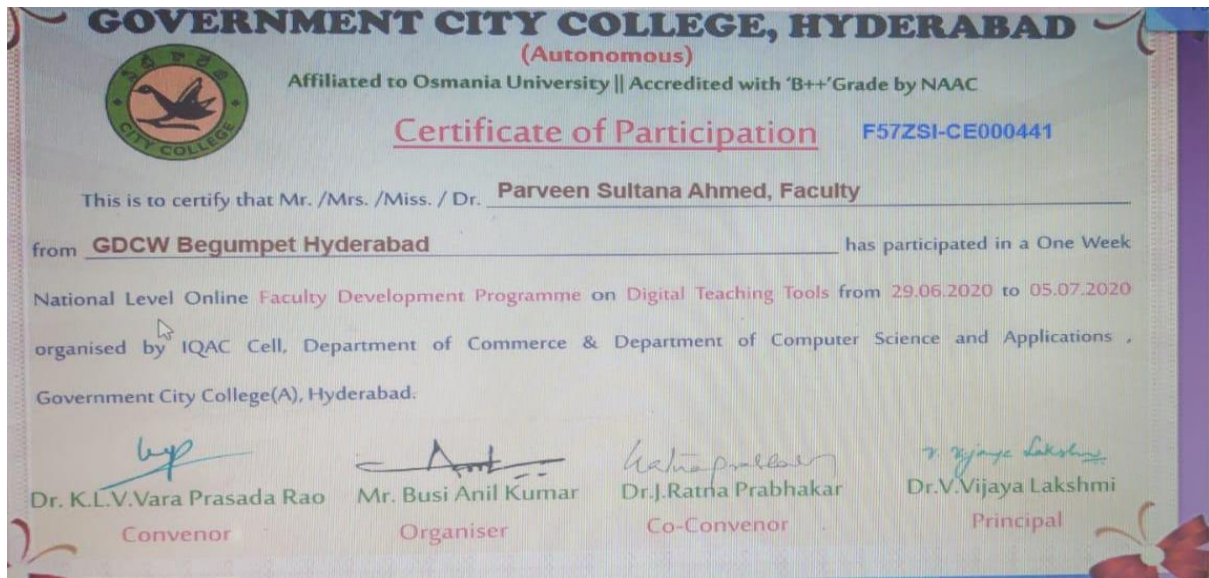 GOVERNMENT CITY COLLEGE, HYDERABAD
(Autonomous)
Affiliated to Osmania University || Accredited with ‘B++’Grade by NAAC
CITY COLLEGE
Certificate of Participation F57ZSI-CE000441
This is to certify that Mr. /Mrs. /Miss. / Dr. Parveen Sultana Ahmed, Faculty
from GDCW Begumpet Hyderabad has participated in a One Week
National Level Online Faculty Development Programme on Digital Teaching Tools from 29.06.2020 to 05.07.2020
organised by IQAC Cell, Department of Commerce & Department of Computer Science and Applications ,
Government City College(A), Hyderabad.
V. Vijaya Lakshmi
Dr. K.L.V.Vara Prasada Rao Mr. Busi Anil Kumar Dr.J.Ratna Prabhakar Dr.V.Vijaya Lakshmi
Convenor Organiser Co-Convenor Principal